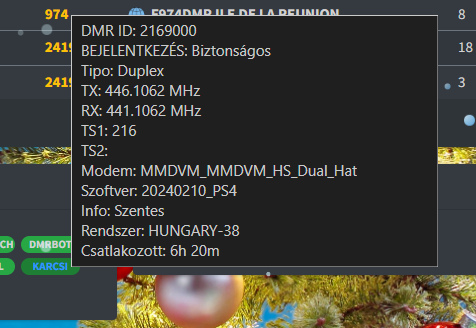 974 F974DMR ILE DE LA REUNION 8
2419 18
2419 3
DMR ID: 2169000
BEJELENTKEZÉS: Biztonságos
Tipo: Duplex
TX: 446.1062 MHz
RX: 441.1062 MHz
TS1: 216
TS2:
Modem: MMDVM_MMDVM_HS_Dual_Hat
Szoftver: 20240210_PS4
Info: Szentes
Rendszer: HUNGARY-38
Csatlakozott: 6h 20m
CH DMRBOT
L KARCSI